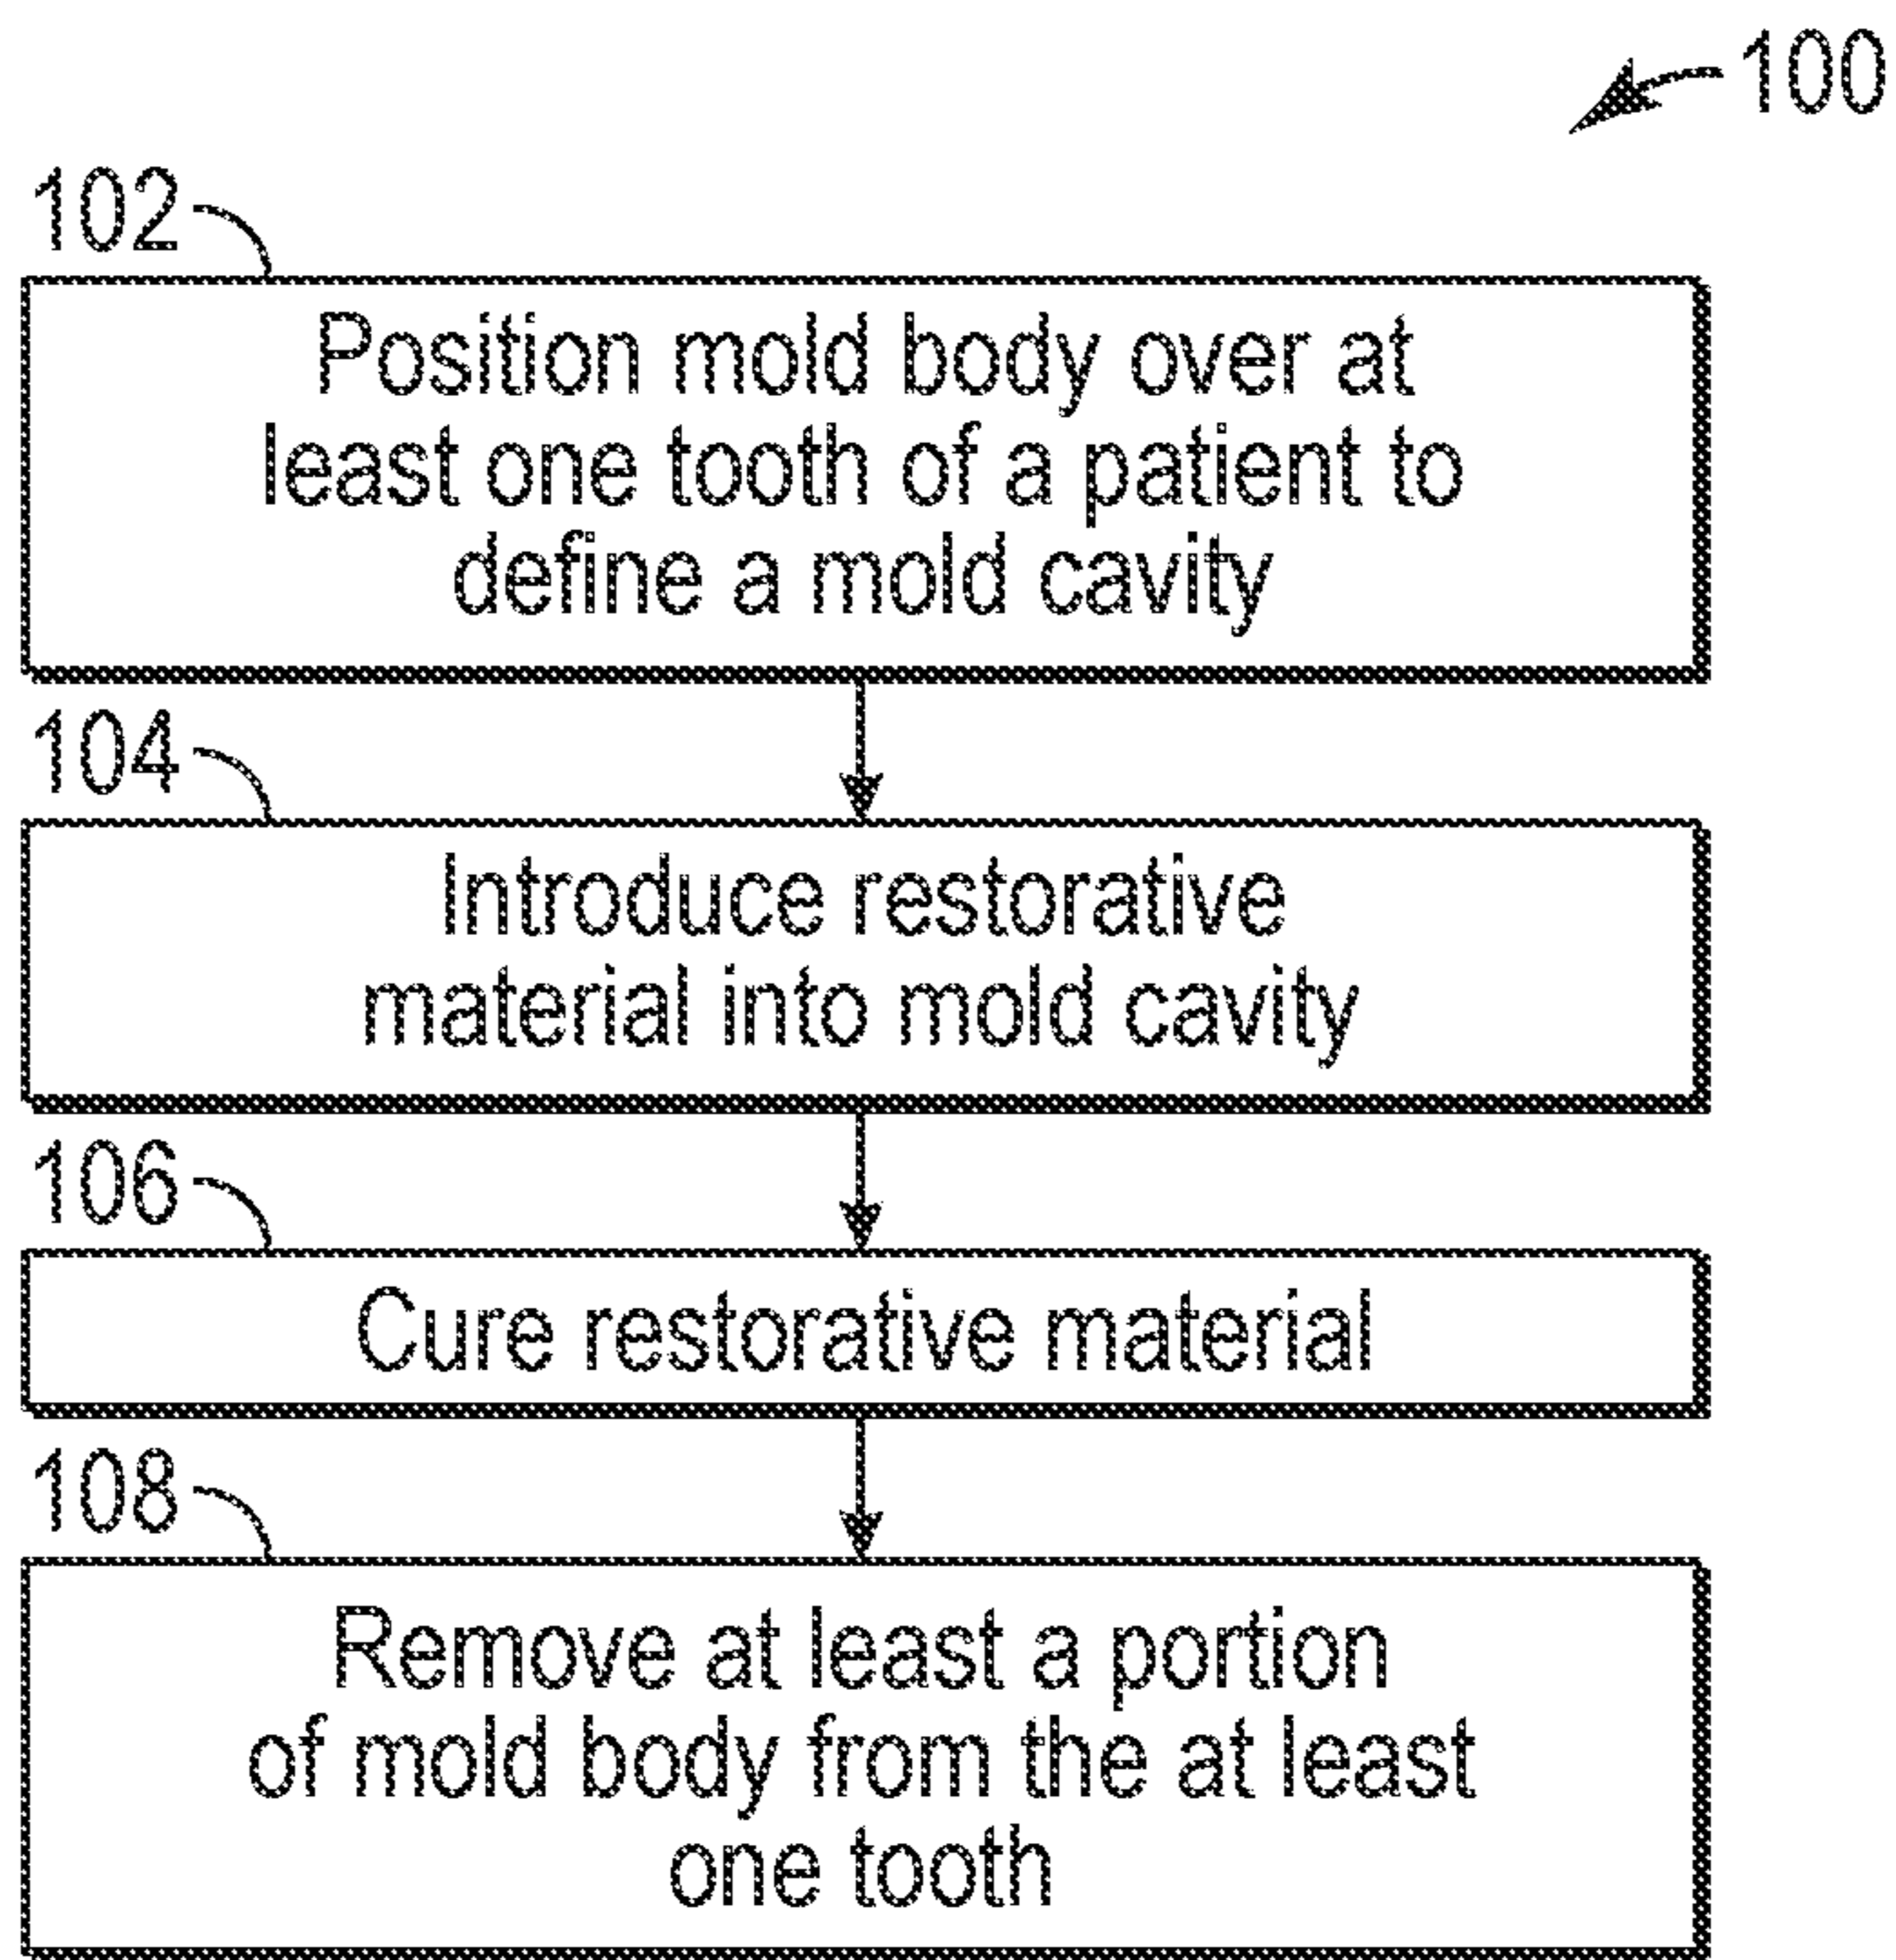 100
102
Position mold body over at
least one tooth of a patient to
define a mold cavity
104
Introduce restorative
material into mold cavity
106
Cure restorative material
108
Remove at least a portion
of mold body from the at least
one tooth